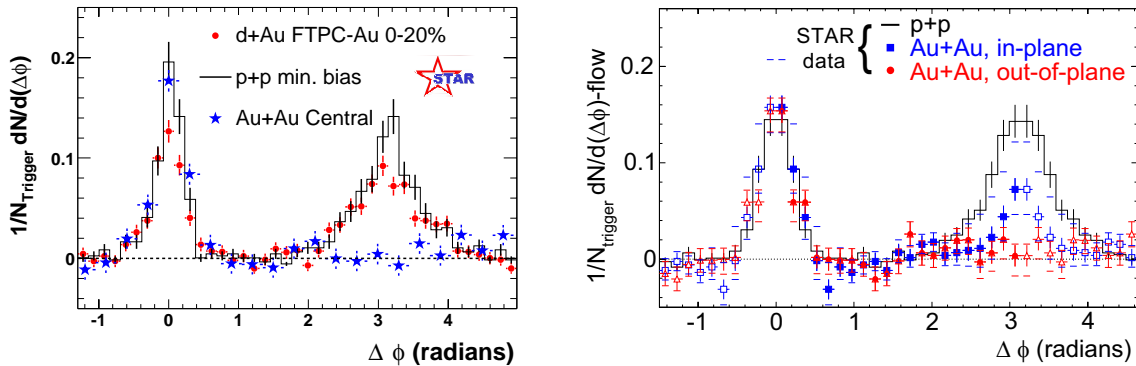 1/N_Trigger dN/d(Δϕ)
0.2
0.1
0
d+Au FTPC-Au 0-20%
p+p min. bias
Au+Au Central
STAR
-1 0 1 2 3 4
Δ ϕ (radians)
1/N_trigger dN/d(Δϕ)-flow
0.2
0.1
0
STAR
data
{
p+p
Au+Au, in-plane
Au+Au, out-of-plane
-1 0 1 2 3 4
Δ ϕ (radians)